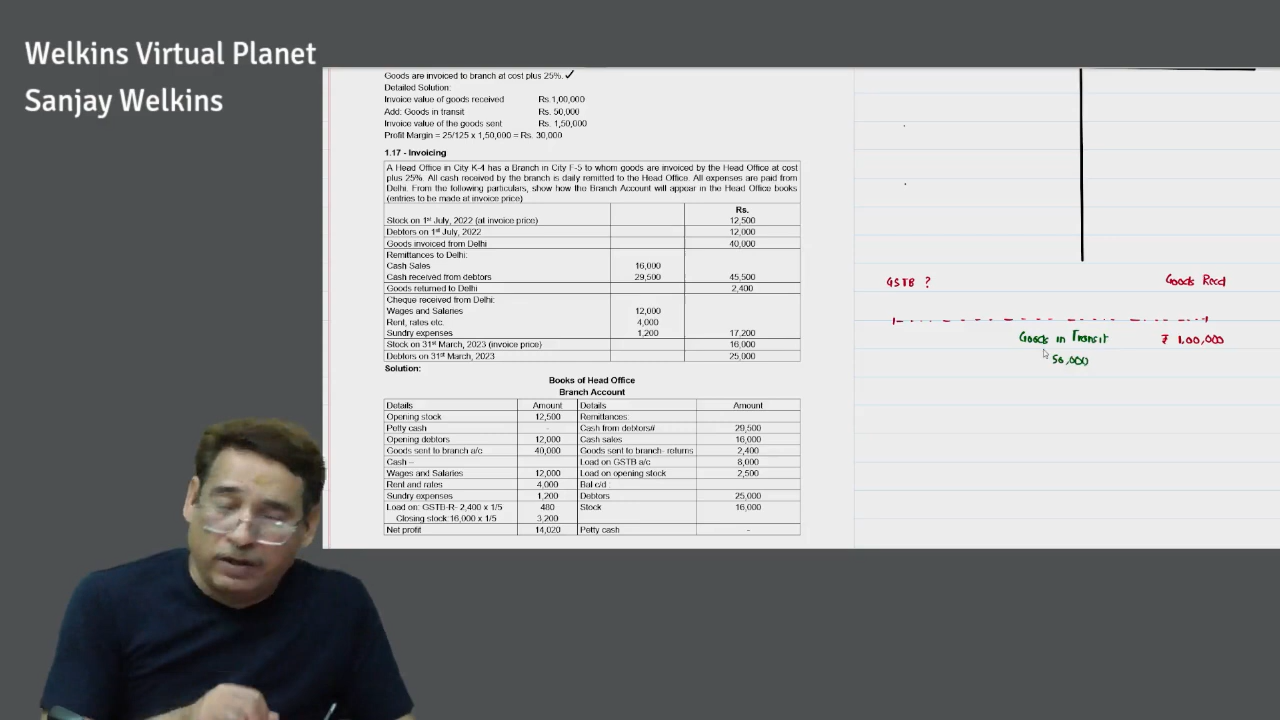 Welkins Virtual Planet
Sanjay Welkins
Goods are invoiced to branch at cost plus 25%. ✓
Detailed Solution:
Invoice value of goods received Rs.1,00,000
Add: Goods in transit Rs. 50,000
Invoice value of the goods sent Rs. 1,50,000
Profit Margin = 25/125 x 1,50,000 = Rs. 30,000
1.17 - Invoicing
A Head Office in City K-4 has a Branch in City F-5 to whom goods are invoiced by the Head Office at cost
plus 25%. All cash received by the branch is daily remitted to the Head Office. All expenses are paid from
Delhi. From the following particulars, show how the Branch Account will appear in the Head Office books
(entries to be made at invoice price)
Rs.
Stock on 1st July, 2022 (at invoice price) 12,500
Debtors on 1st July, 2022 12,000
Goods invoiced from Delhi 40,000
Remittances to Delhi:
Cash Sales 16,000
Cash received from debtors 29,500 45,500
Goods returned to Delhi 2,400
Cheque received from Delhi:
Wages and Salaries 12,000
Rent, rates etc. 4,000
Sundry expenses 1,200 17,200
Stock on 31st March, 2023 (invoice price) 16,000
Debtors on 31st March, 2023 25,000
Solution:
Books of Head Office
Branch Account
Details Amount Details Amount
Opening stock 12,500 Remittances:
Petty cash - Cash from debtors# 29,500
Opening debtors 12,000 Cash sales 16,000
Goods sent to branch a/c 40,000 Goods sent to branch- returns 2,400
Cash – Load on GSTB a/c 8,000
Wages and Salaries 12,000 Load on opening stock 2,500
Rent and rates 4,000 Bal c/d :
Sundry expenses 1,200 Debtors 25,000
Load on: GSTB-R- 2,400 x 1/5 480 Stock 16,000
Closing stock:16,000 x 1/5 3,200
Net profit 14,020 Petty cash -
GSTB ? Goods Recd
Goods in Transit ₹ 1,00,000
50,000